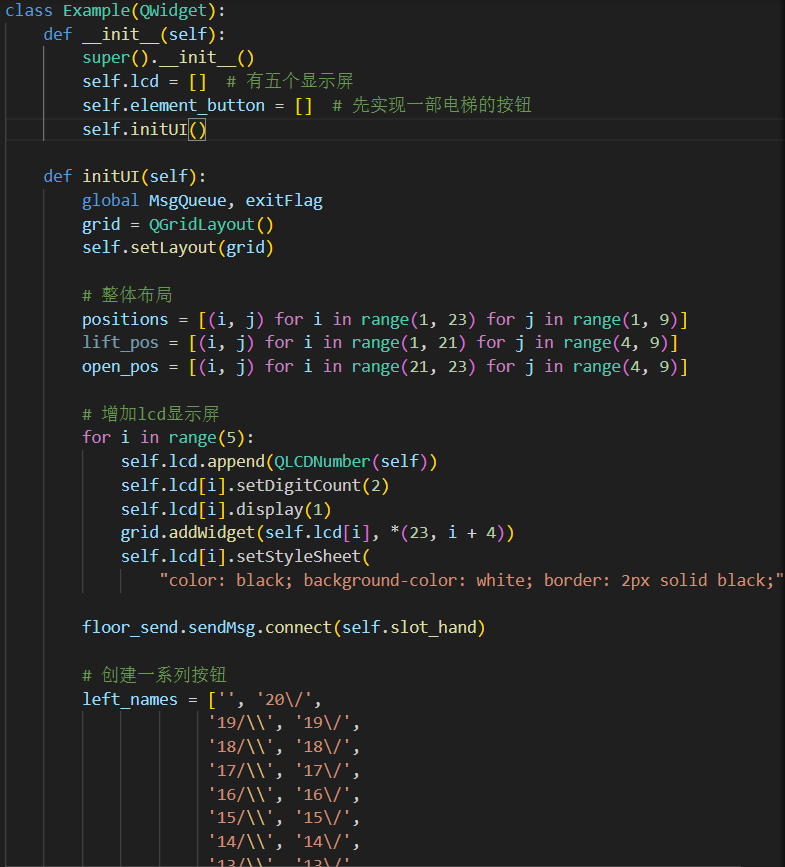 class Example(QWidget):
    def __init__(self):
        super().__init__()
        self.lcd = []  # 有五个显示屏
        self.element_button = []  # 先实现一部电梯的按钮
        self.initUI()

    def initUI(self):
        global MsgQueue, exitFlag
        grid = QGridLayout()
        self.setLayout(grid)

        # 整体布局
        positions = [(i, j) for i in range(1, 23) for j in range(1, 9)]
        lift_pos = [(i, j) for i in range(1, 21) for j in range(4, 9)]
        open_pos = [(i, j) for i in range(21, 23) for j in range(4, 9)]

        # 增加lcd显示屏
        for i in range(5):
            self.lcd.append(QLCDNumber(self))
            self.lcd[i].setDigitCount(2)
            self.lcd[i].display(1)
            grid.addWidget(self.lcd[i], *(23, i + 4))
            self.lcd[i].setStyleSheet(
                "color: black; background-color: white; border: 2px solid black;"

        floor_send.sendMsg.connect(self.slot_hand)

        # 创建一系列按钮
        left_names = ['', '20\/',
                      '19/\\', '19\/',
                      '18/\\', '18\/',
                      '17/\\', '17\/',
                      '16/\\', '16\/',
                      '15/\\', '15\/',
                      '14/\\', '14\/',
                      '13/\\', '13\/'